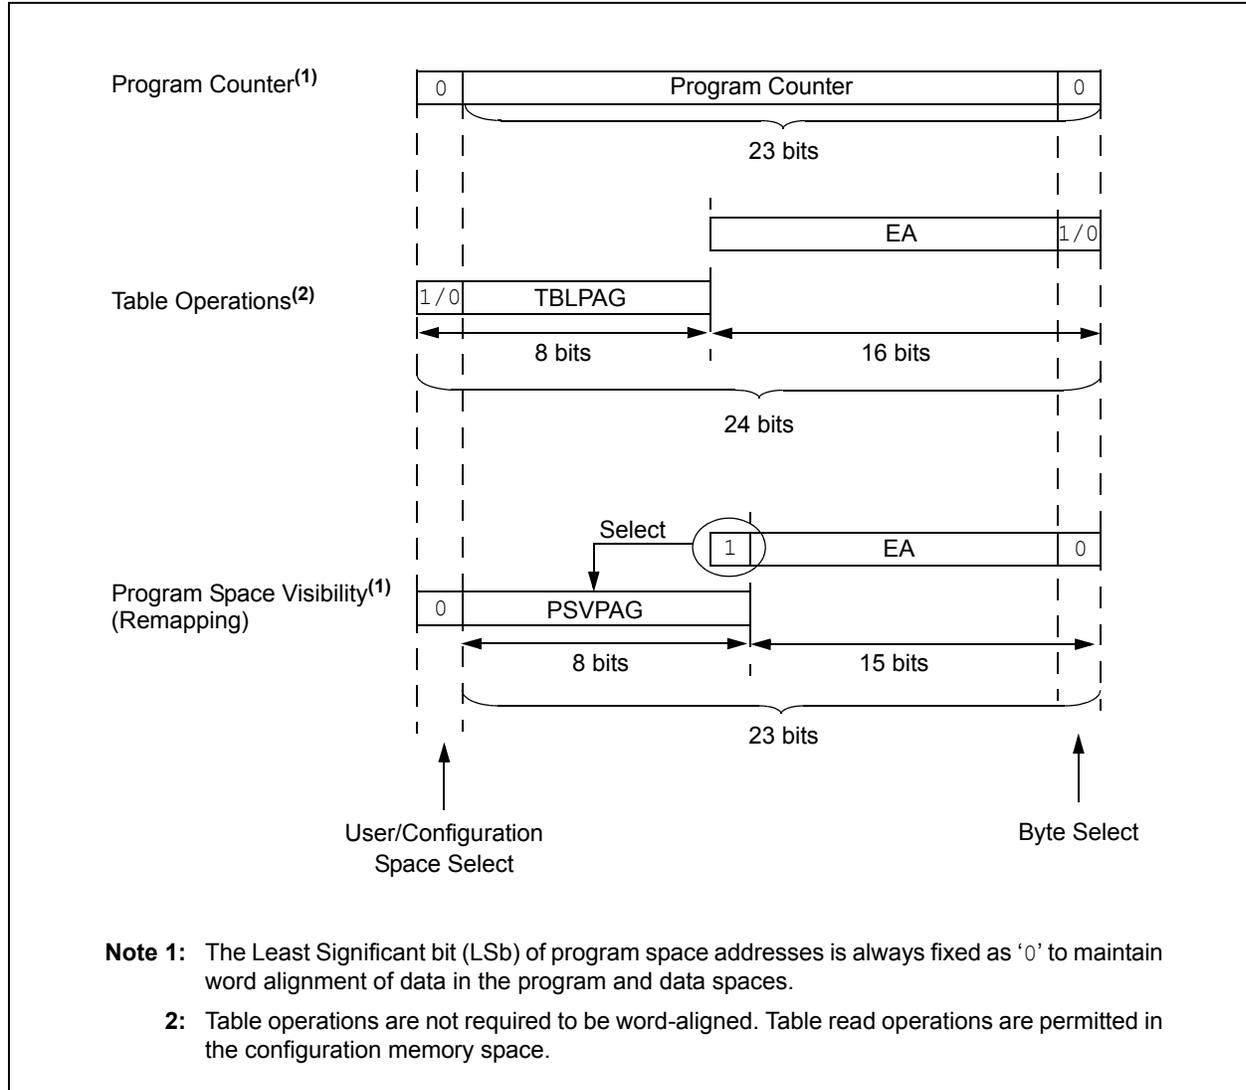 Program Counter(1)
0
Program Counter
0
23 bits
EA
1/0
Table Operations(2)
1/0
TBLPAG
8 bits
16 bits
24 bits
Select
1
EA
0
Program Space Visibility(1)
(Remapping)
0
PSVPAG
8 bits
15 bits
23 bits
User/Configuration
Space Select
Byte Select
Note 1: The Least Significant bit (LSb) of program space addresses is always fixed as ‘0’ to maintain
word alignment of data in the program and data spaces.
2: Table operations are not required to be word-aligned. Table read operations are permitted in
the configuration memory space.